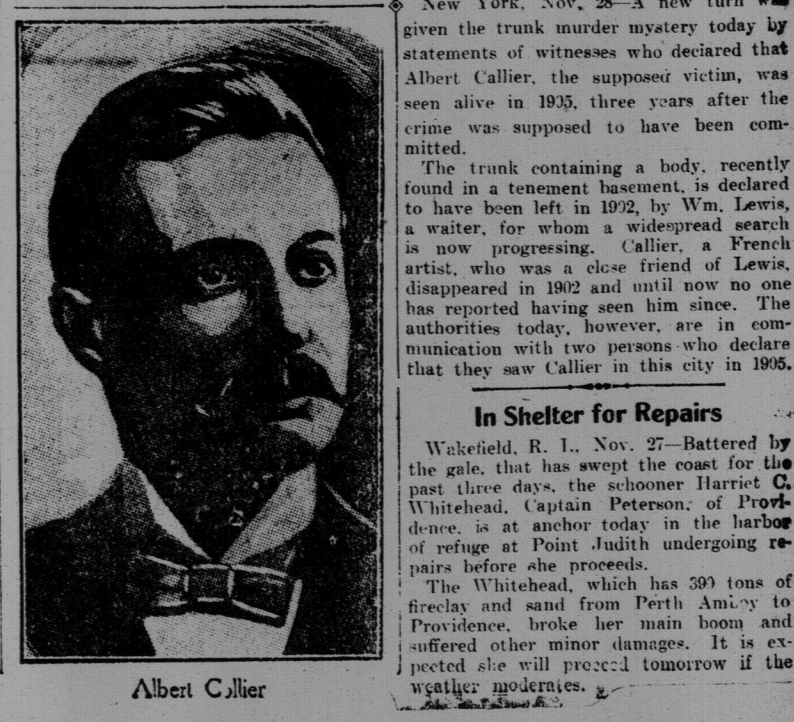 Albert Collier
New York, Nov. 28—A new turn was
given the trunk murder mystery today by
statements of witnesses who declared that
Albert Callier, the supposed victim, was
seen alive in 1905, three years after the
crime was supposed to have been com-
mitted.
The trunk containing a body, recently
found in a tenement basement, is declared
to have been left in 1902, by Wm. Lewis,
a waiter, for whom a widespread search
is now progressing. Callier, a French
artist, who was a close friend of Lewis,
disappeared in 1902 and until now no one
has reported having seen him since. The
authorities today, however, are in com-
munication with two persons who declare
that they saw Callier in this city in 1905.
In Shelter for Repairs
Wakefield, R. I., Nov. 27—Battered by
the gale, that has swept the coast for the
past three days, the schooner Harriet C.
Whitehead, Captain Peterson, of Provi-
dence, is at anchor today in the harbor
of refuge at Point Judith undergoing re-
pairs before she proceeds.
The Whitehead, which has 390 tons of
fireclay and sand from Perth Amboy to
Providence, broke her main boom and
suffered other minor damages. It is ex-
pected she will proceed tomorrow if the
weather moderates.